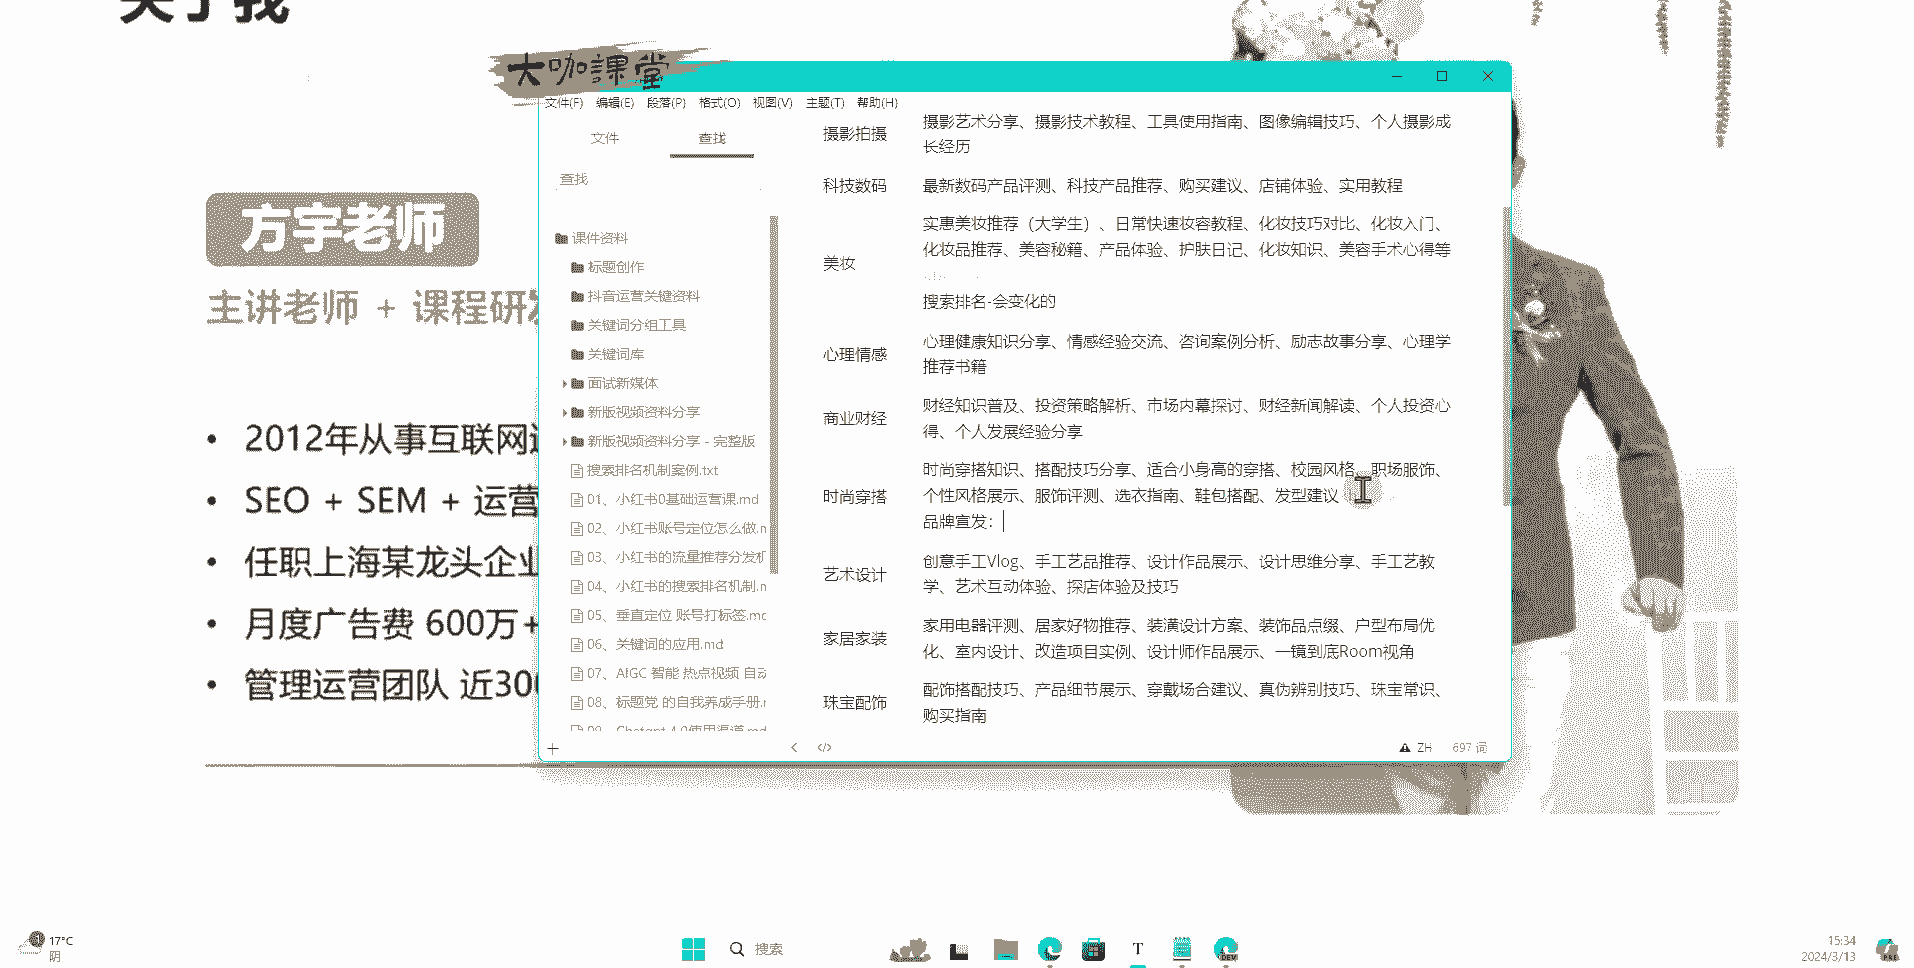 关于我
大咖課堂
文件(F) 编辑(E) 段落(P) 格式(O) 视图(V) 主题(T) 帮助(H)
文件 查找
查找
课件资料
标题创作
抖音运营关键资料
关键词分组工具
关键词库
面试新媒体
新版视频资料分享
新版视频资料分享 - 完整版
搜索排名机制案例.txt
01、小红书0基础运营课.md
02、小红书账号定位怎么做.m
03、小红书的流量推荐分发机
04、小红书的搜索排名机制.m
05、垂直定位 账号打标签.mc
06、关键词的应用.md
07、AIGC 智能 热点视频 自动
08、标题党 的自我养成手册.r
摄影拍摄
摄影艺术分享、摄影技术教程、工具使用指南、图像编辑技巧、个人摄影成
长经历
科技数码
最新数码产品评测、科技产品推荐、购买建议、店铺体验、实用教程
美妆
实惠美妆推荐（大学生）、日常快速妆容教程、化妆技巧对比、化妆入门、
化妆品推荐、美容秘籍、产品体验、护肤日记、化妆知识、美容手术心得等
搜索排名-会变化的
心理情感
心理健康知识分享、情感经验交流、咨询案例分析、励志故事分享、心理学
推荐书籍
商业财经
财经知识普及、投资策略解析、市场内幕探讨、财经新闻解读、个人投资心
得、个人发展经验分享
时尚穿搭
时尚穿搭知识、搭配技巧分享、适合小身高的穿搭、校园风格、职场服饰、
个性风格展示、服饰评测、选衣指南、鞋包搭配、发型建议
品牌宣发：
艺术设计
创意手工Vlog、手工艺品推荐、设计作品展示、设计思维分享、手工艺教
学、艺术互动体验、探店体验及技巧
家居家装
家用电器评测、居家好物推荐、装潢设计方案、装饰品点缀、户型布局优
化、室内设计、改造项目实例、设计师作品展示、一镜到底Room视角
珠宝配饰
配饰搭配技巧、产品细节展示、穿戴场合建议、真伪辨别技巧、珠宝常识、
购买指南
ZH 697 词
方宇老师
主讲老师 + 课程研发
2012年从事互联网
SEO + SEM + 运营
任职上海某龙头企业
月度广告费 600万+
管理运营团队 近300
17°C
阴
搜索
15:34
2024/3/13